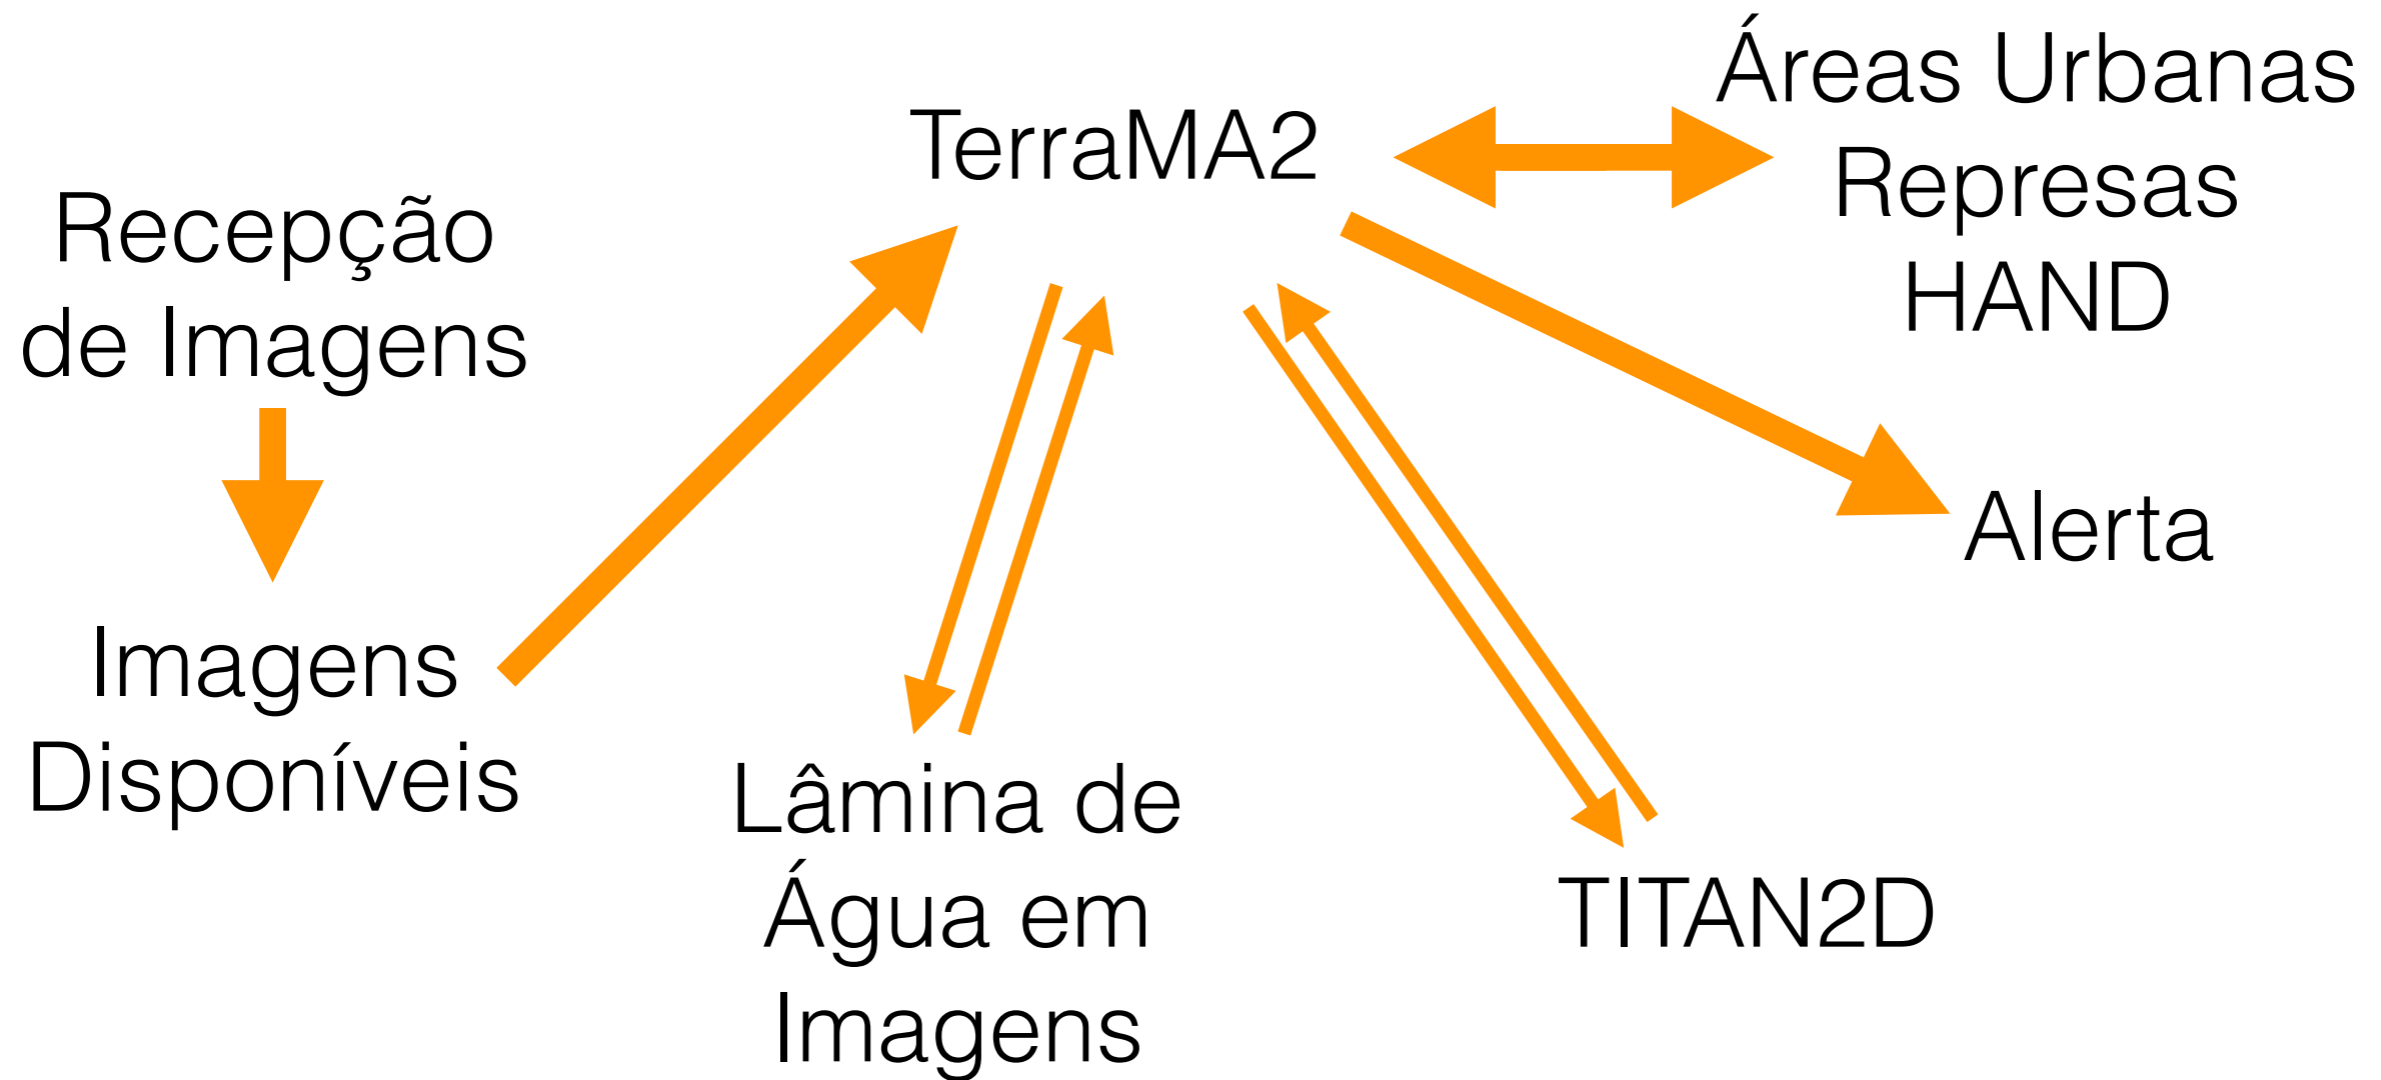 Recepção
de Imagens
Imagens
Disponíveis
TerraMA2
Lâmina de
Água em
Imagens
TITAN2D
Áreas Urbanas
Represas
HAND
Alerta